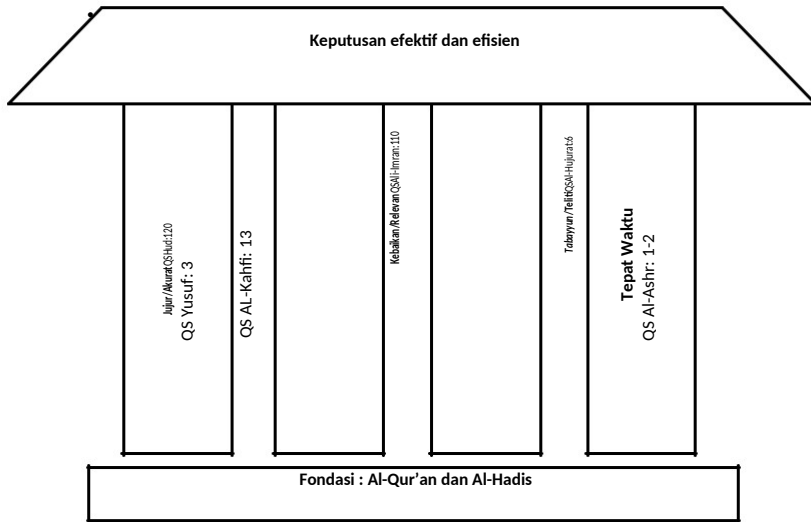 Keputusan efektif dan efisien
Jujur/Akurat QS Hud:120
QS Yusuf: 3
QS AL-Kahfi: 13
Kebaikan/Relevan QS Ali-Imran:110
Tabayyun/Teliti QS Al-Hujurat:6
Tepat Waktu
QS Al-Ashr: 1-2
Fondasi : Al-Qur’an dan Al-Hadis